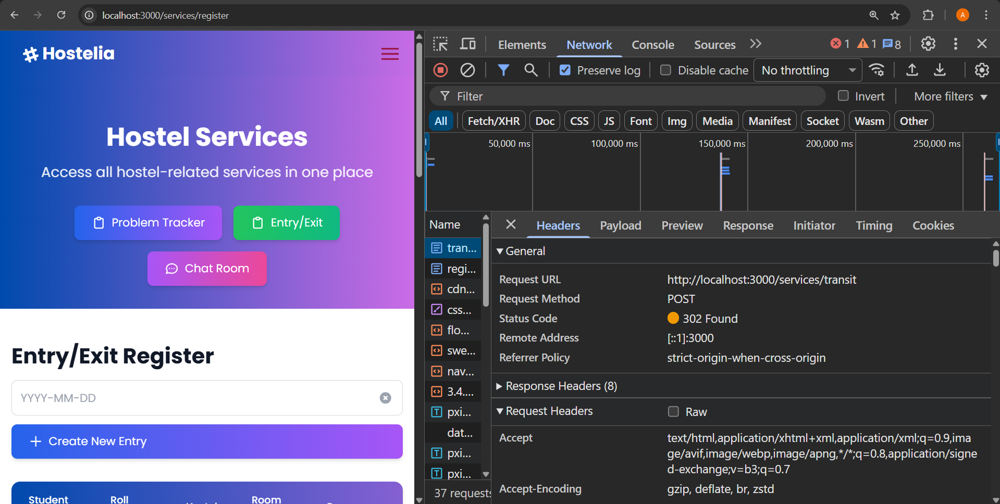 localhost:3000/services/register
A
Hostelia
Hostel Services
Access all hostel-related services in one place
Problem Tracker
Entry/Exit
Chat Room
Entry/Exit Register
YYYY-MM-DD
Create New Entry
Student Roll Room
Elements Network Console Sources 1 1 8
Preserve log Disable cache No throttling
Filter Invert More filters
All Fetch/XHR Doc CSS JS Font Img Media Manifest Socket Wasm Other
50,000 ms 100,000 ms 150,000 ms 200,000 ms 250,000 ms
Name
tran...
regi...
cdn...
css...
flo...
swe...
nav...
3.4....
pxi...
dat...
pxi...
pxi...
37 requests
Headers Payload Preview Response Initiator Timing Cookies
General
Request URL http://localhost:3000/services/transit
Request Method POST
Status Code 302 Found
Remote Address [::1]:3000
Referrer Policy strict-origin-when-cross-origin
Response Headers (8)
Request Headers Raw
Accept text/html,application/xhtml+xml,application/xml;q=0.9,ima
ge/avif,image/webp,image/apng,*/*;q=0.8,application/signe
d-exchange;v=b3;q=0.7
Accept-Encoding gzip, deflate, br, zstd